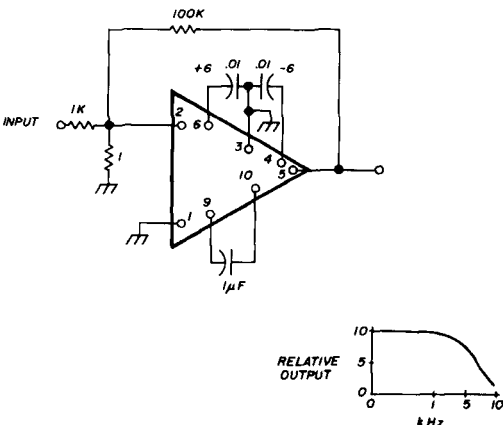 100K
+6 .01 .01 -6
INPUT 1K
2 6
1
3
4 5
10
9
1
1µF
RELATIVE
OUTPUT
10
5
0
0 1 5 10
kHz